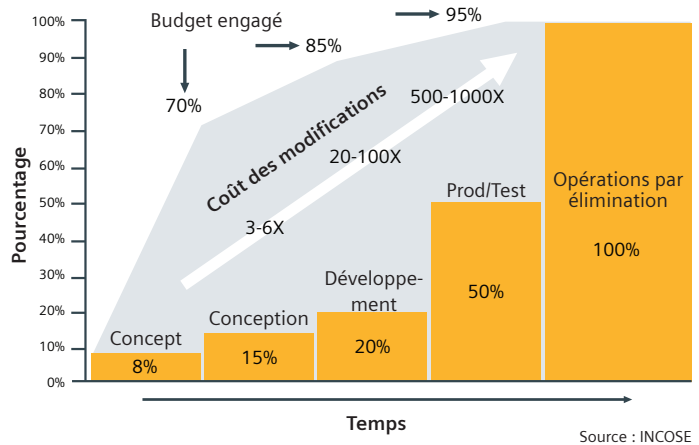 Budget engagé
95%
85%
70%
100%
90%
80%
70%
60%
50%
40%
30%
20%
10%
0%
Pourcentage
Coût des modifications
500-1000X
20-100X
3-6X
Concept
8%
Conception
15%
Développe-
ment
20%
Prod/Test
50%
Opérations par
élimination
100%
Temps
Source : INCOSE